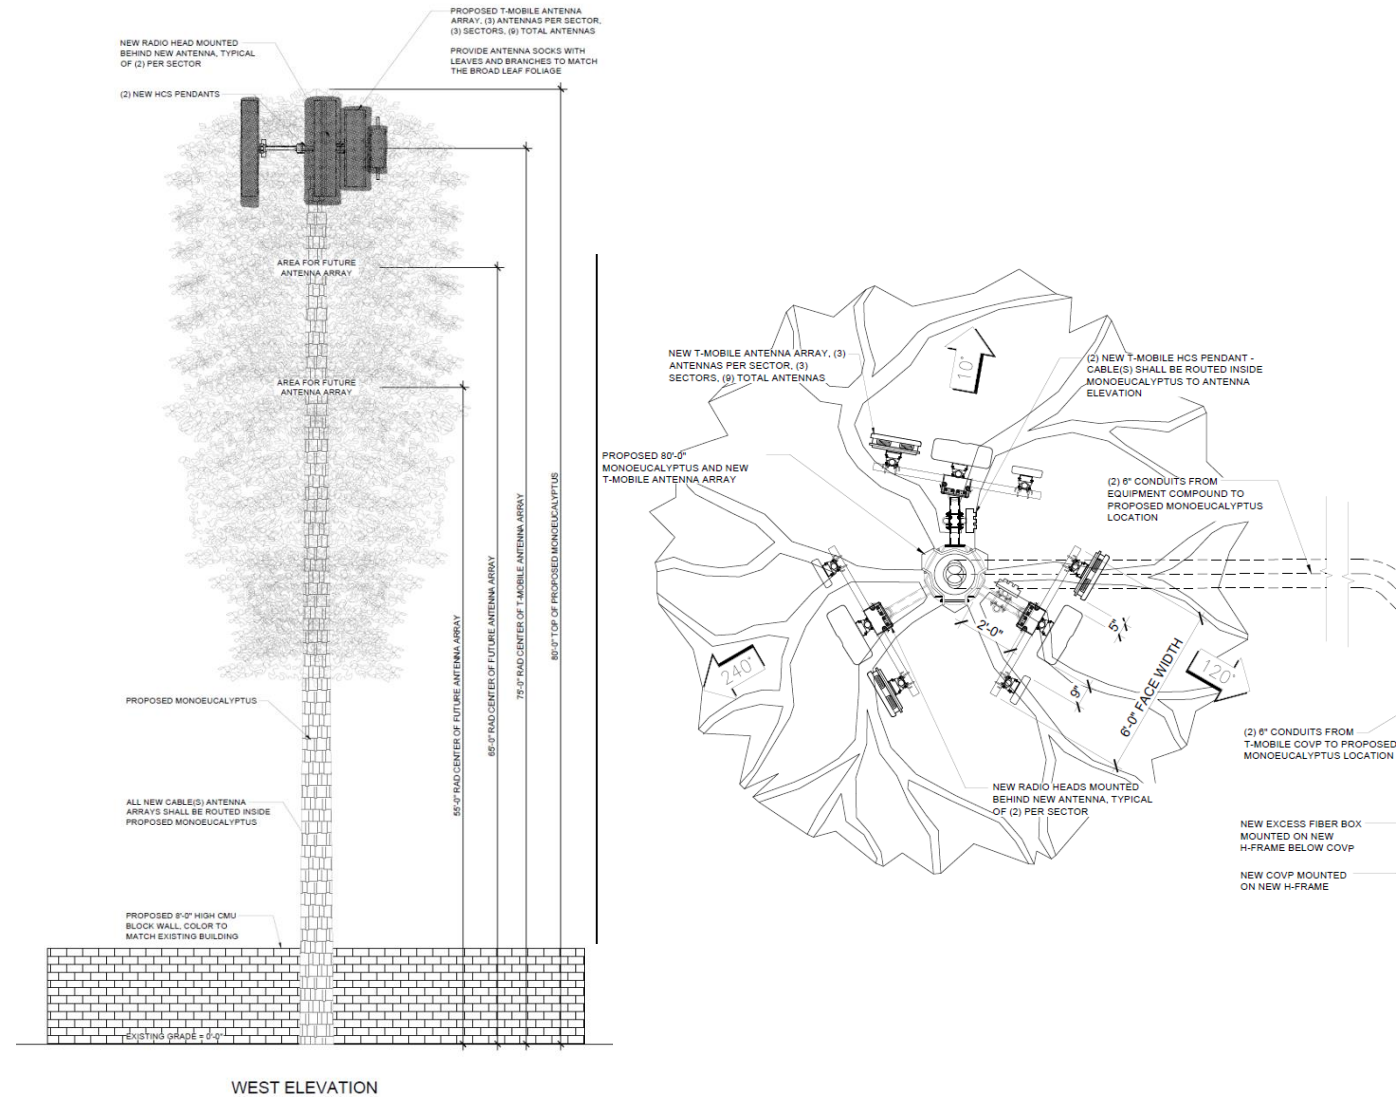 PROPOSED T-MOBILE ANTENNA
ARRAY, (3) ANTENNAS PER SECTOR,
(3) SECTORS, (9) TOTAL ANTENNAS
PROVIDE ANTENNA SOCKS WITH
LEAVES AND BRANCHES TO MATCH
THE BROAD LEAF FOLIAGE
NEW RADIO HEAD MOUNTED
BEHIND NEW ANTENNA, TYPICAL
OF (2) PER SECTOR
(2) NEW HCS PENDANTS
AREA FOR FUTURE
ANTENNA ARRAY
AREA FOR FUTURE
ANTENNA ARRAY
55'-0" RAD CENTER OF FUTURE ANTENNA ARRAY
65'-0" RAD CENTER OF FUTURE ANTENNA ARRAY
75'-0" RAD CENTER OF T-MOBILE ANTENNA ARRAY
80'-0" TOP OF PROPOSED MONOEUCALYPTUS
PROPOSED MONOEUCALYPTUS
ALL NEW CABLE(S) ANTENNA
ARRAYS SHALL BE ROUTED INSIDE
PROPOSED MONOEUCALYPTUS
PROPOSED 8'-0" HIGH CMU
BLOCK WALL, COLOR TO
MATCH EXISTING BUILDING
EXISTING GRADE = 0'-0"
WEST ELEVATION
NEW T-MOBILE ANTENNA ARRAY, (3)
ANTENNAS PER SECTOR, (3)
SECTORS, (9) TOTAL ANTENNAS
10°
(2) NEW T-MOBILE HCS PENDANT -
CABLE(S) SHALL BE ROUTED INSIDE
MONOEUCALYPTUS TO ANTENNA
ELEVATION
PROPOSED 80'-0"
MONOEUCALYPTUS AND NEW
T-MOBILE ANTENNA ARRAY
(2) 6" CONDUITS FROM
EQUIPMENT COMPOUND TO
PROPOSED MONOEUCALYPTUS
LOCATION
2'-0"
5"
9"
6'-0" FACE WIDTH
240°
120°
(2) 6" CONDUITS FROM
T-MOBILE COVP TO PROPOSED
MONOEUCALYPTUS LOCATION
NEW RADIO HEADS MOUNTED
BEHIND NEW ANTENNA, TYPICAL
OF (2) PER SECTOR
NEW EXCESS FIBER BOX
MOUNTED ON NEW
H-FRAME BELOW COVP
NEW COVP MOUNTED
ON NEW H-FRAME